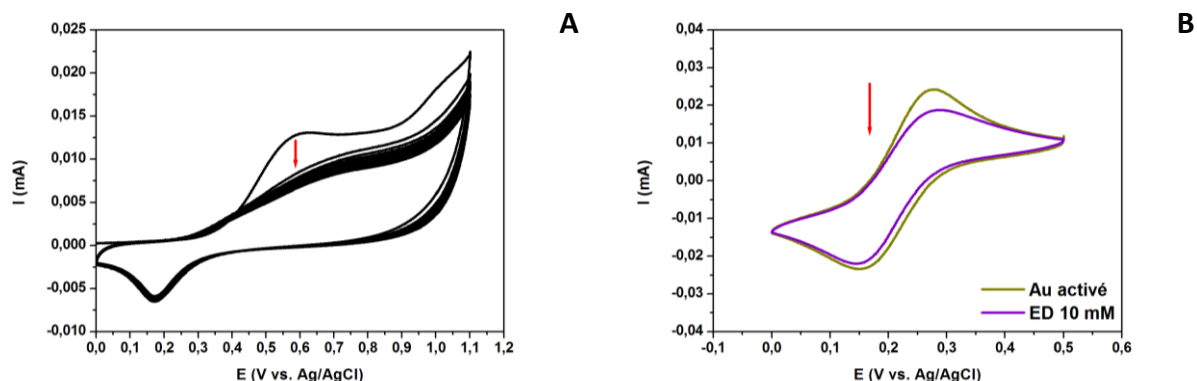 A
B
0,025
0,020
0,015
0,010
0,005
0,000
-0,005
-0,010
I (mA)
0,0 0,1 0,2 0,3 0,4 0,5 0,6 0,7 0,8 0,9 1,0 1,1 1,2
E (V vs. Ag/AgCl)
0,04
0,03
0,02
0,01
0,00
-0,01
-0,02
-0,03
-0,04
I (mA)
Au activé
ED 10 mM
-0,1 0,0 0,1 0,2 0,3 0,4 0,5 0,6
E (V vs. Ag/AgCl)